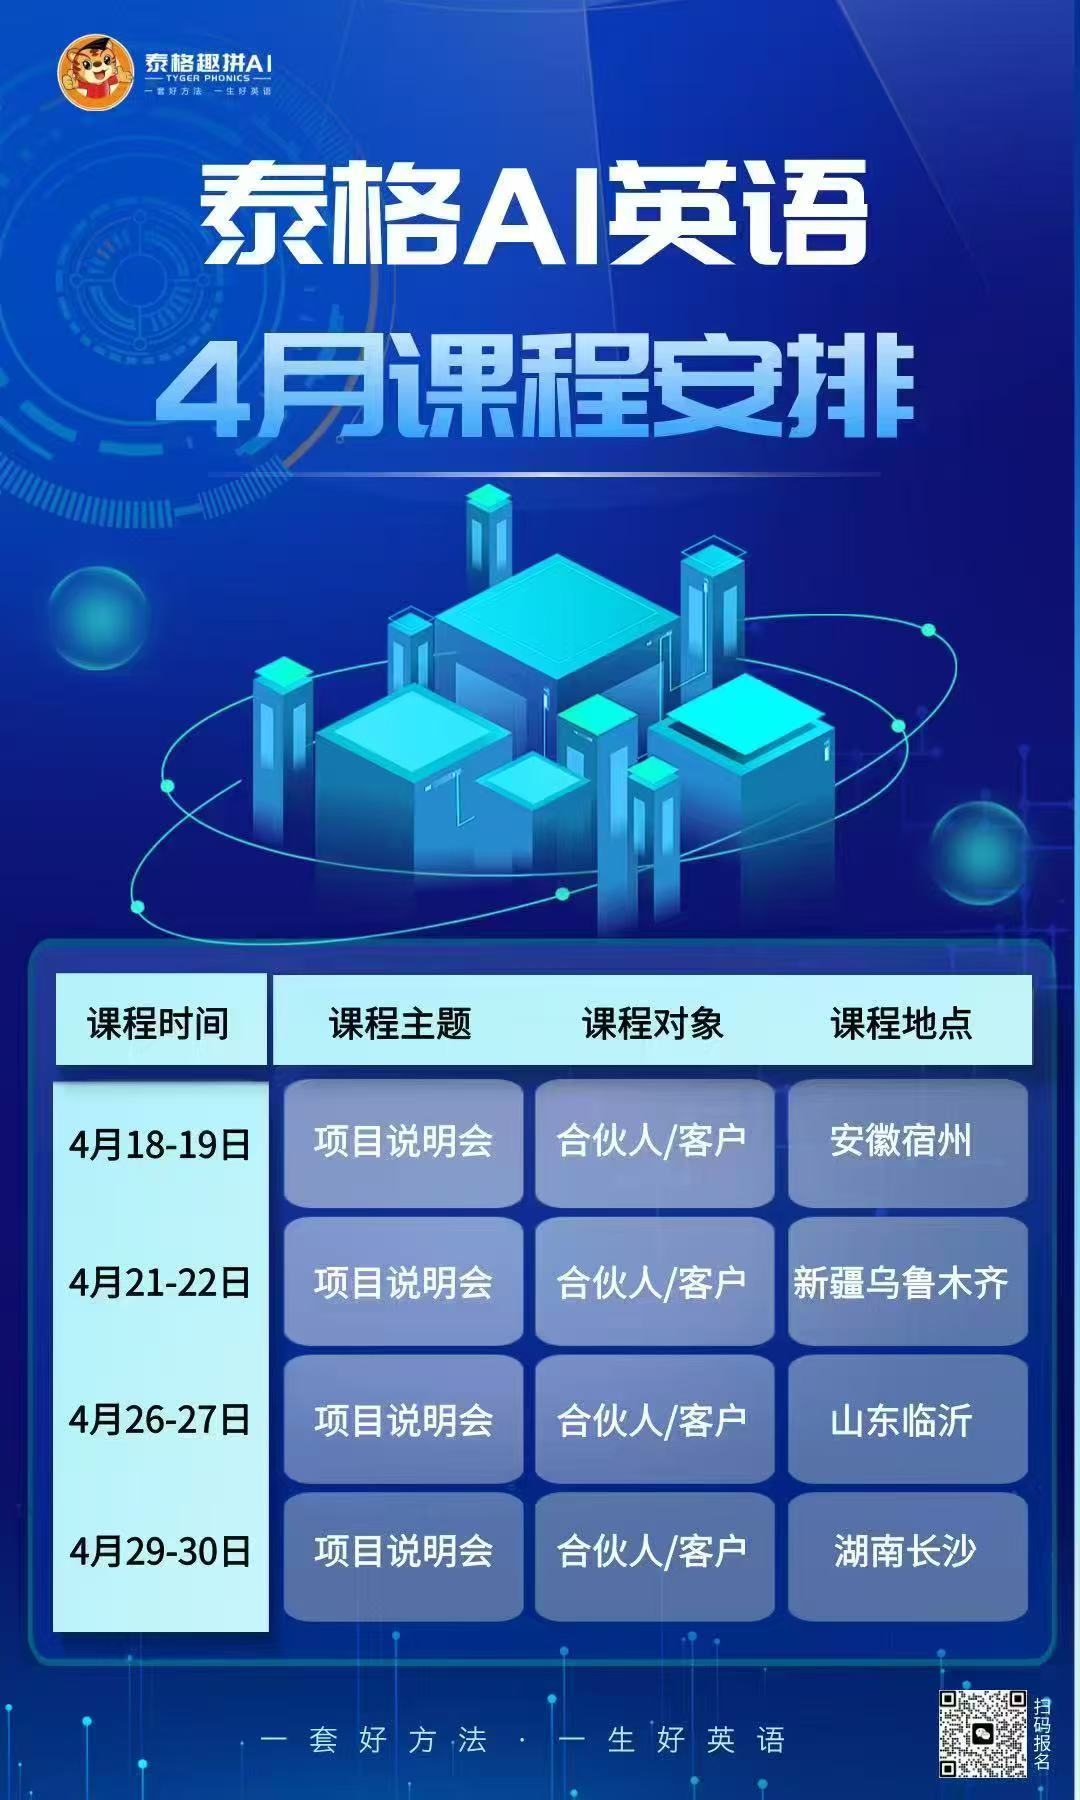 泰格趣拼AI
TYGER PHONICS
一套好方法 一生好英语
泰格AI英语
4月课程安排
课程时间 课程主题 课程对象 课程地点
4月18-19日 项目说明会 合伙人/客户 安徽宿州
4月21-22日 项目说明会 合伙人/客户 新疆乌鲁木齐
4月26-27日 项目说明会 合伙人/客户 山东临沂
4月29-30日 项目说明会 合伙人/客户 湖南长沙
一套好方法·一生好英语
扫码报名